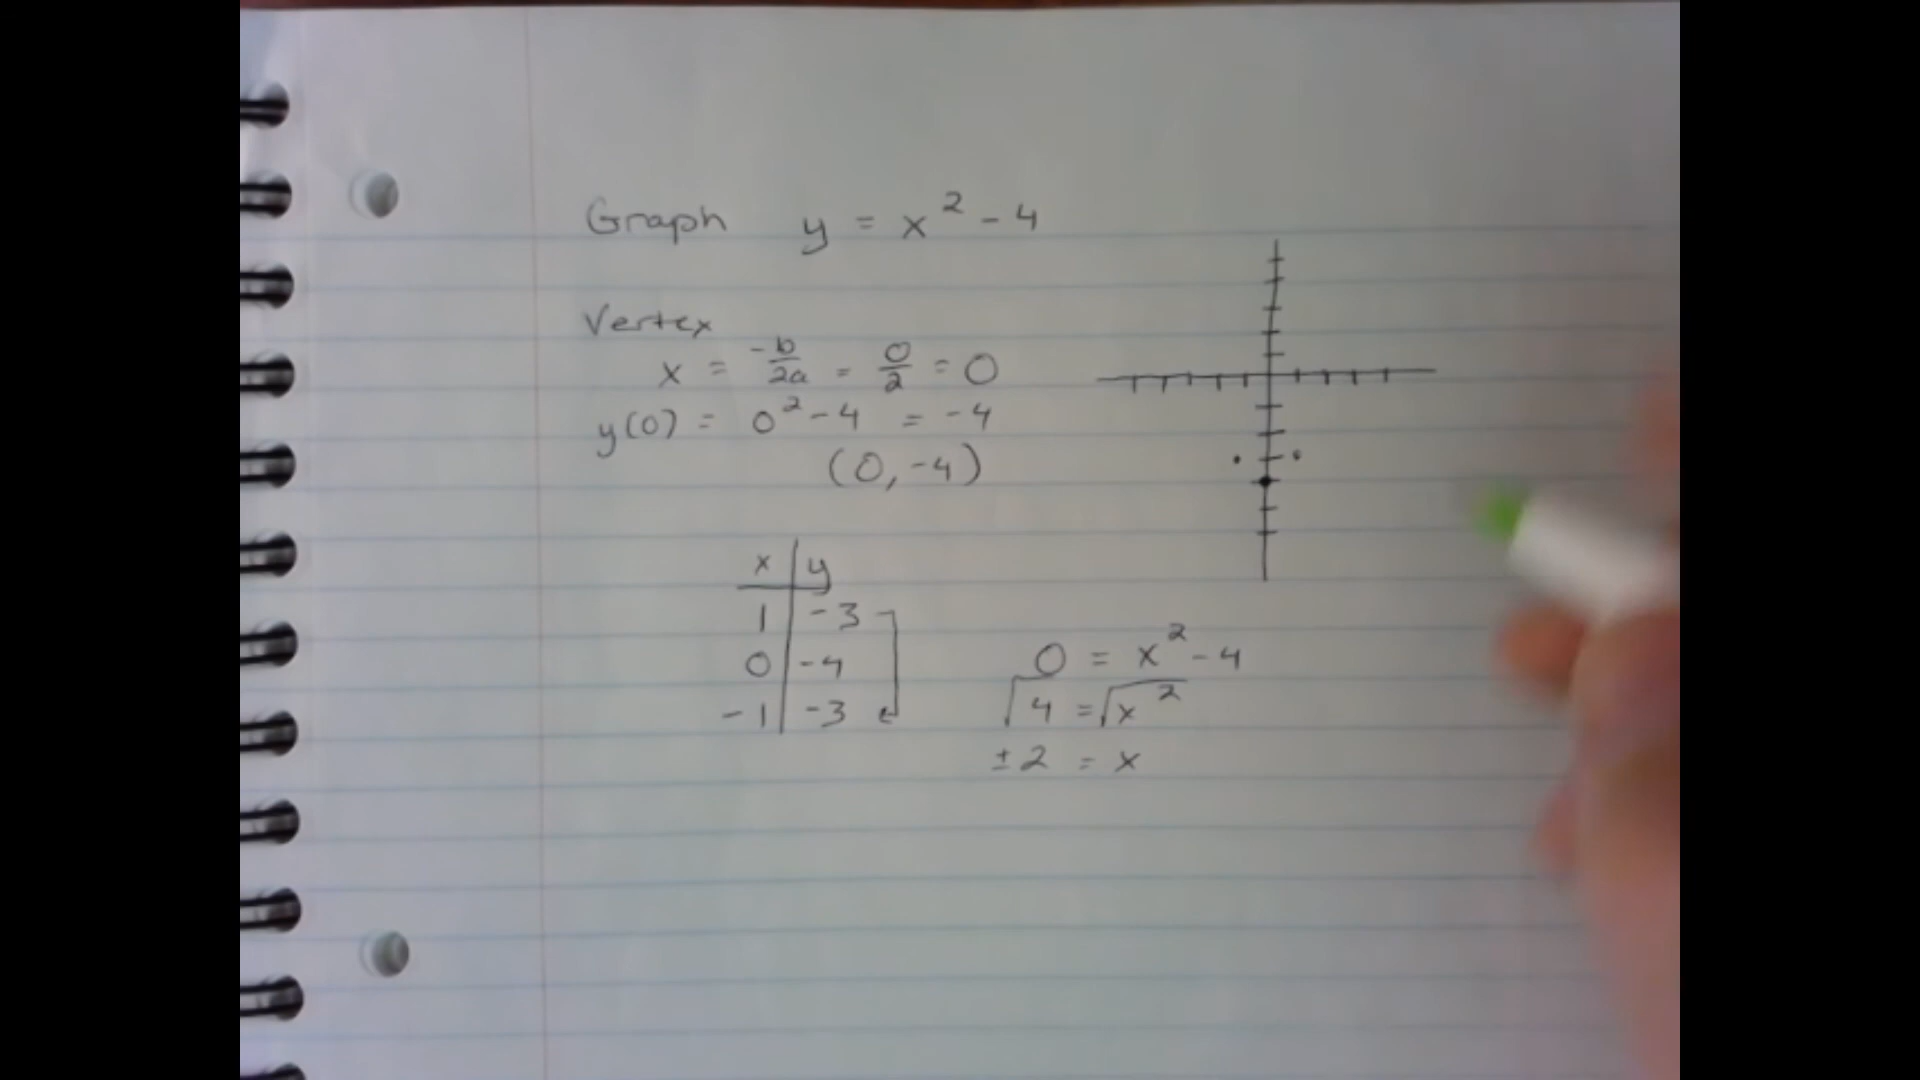 Graph y = x² - 4
Vertex
x = -b/2a = 0/2 = 0
y(0) = 0² - 4 = -4
(0, -4)
x | y
1 | -3
0 | -4
-1 | -3
0 = x² - 4
√4 = √x²
±2 = x